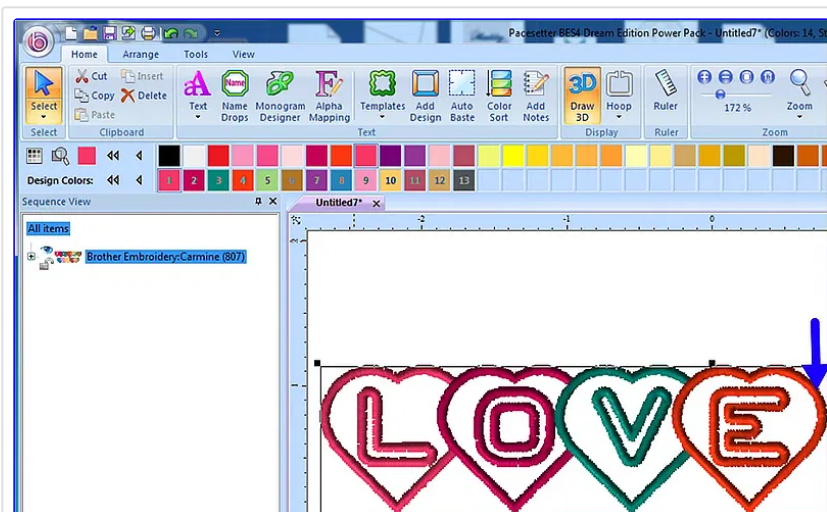 Pacesetter BES4 Dream Edition Power Pack - Untitled7* (Colors: 14, St
Home Arrange Tools View
Select
Cut
Copy
Paste
Insert
Delete
Text
Name Drops
Monogram Designer
Alpha Mapping
Templates
Add Design
Auto Baste
Color Sort
Add Notes
3D
Draw 3D
Hoop
Ruler
172 %
Zoom
Select Clipboard Text Display Ruler Zoom
Design Colors: 1 2 3 4 5 6 7 8 9 10 11 12 13
Sequence View
Untitled7*
All items
-2 -1 0
Brother Embroidery:Carmine (807)
LOVE